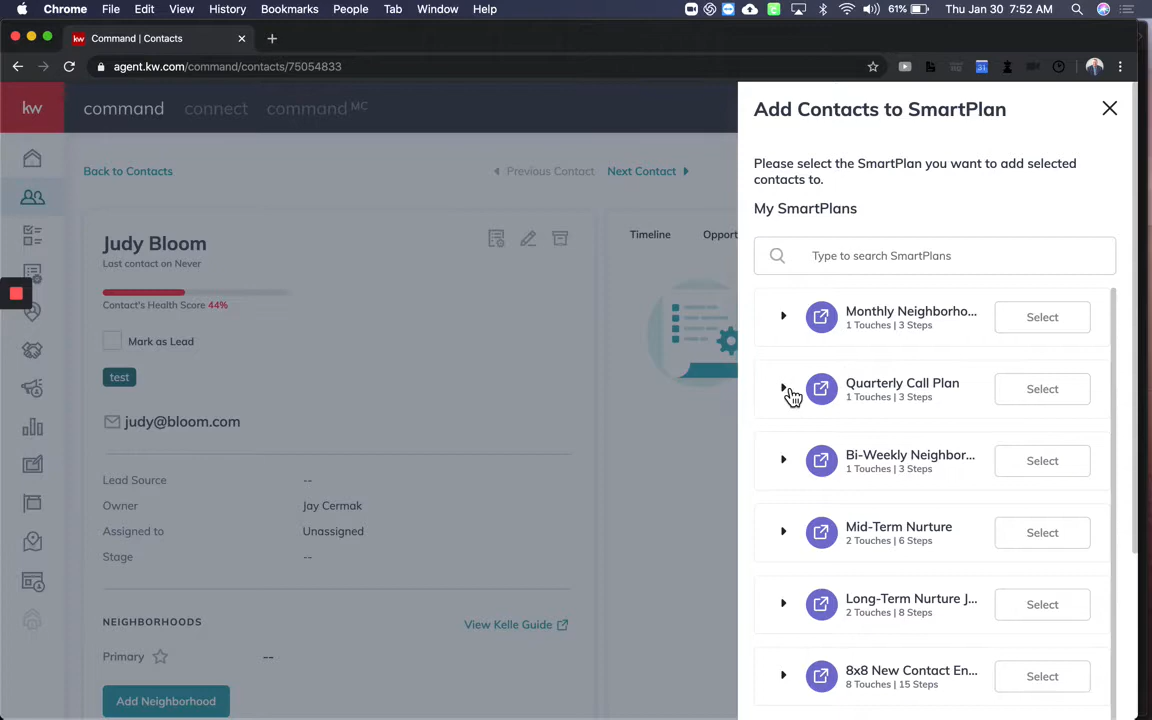 Chrome File Edit View History Bookmarks People Tab Window Help 61% Thu Jan 30 7:52 AM
kw Command | Contacts
agent.kw.com/command/contacts/75054833
kw command connect command MC
Back to Contacts
Previous Contact Next Contact
Judy Bloom
Last contact on Never
Contact's Health Score 44%
Mark as Lead
test
judy@bloom.com
Lead Source --
Owner Jay Cermak
Assigned to Unassigned
Stage --
NEIGHBORHOODS View Kelle Guide
Primary --
Add Neighborhood
Timeline Opport
Add Contacts to SmartPlan
Please select the SmartPlan you want to add selected
contacts to.
My SmartPlans
Type to search SmartPlans
Monthly Neighborho...
1 Touches | 3 Steps
Select
Quarterly Call Plan
1 Touches | 3 Steps
Select
Bi-Weekly Neighbor...
1 Touches | 3 Steps
Select
Mid-Term Nurture
2 Touches | 6 Steps
Select
Long-Term Nurture J...
2 Touches | 8 Steps
Select
8x8 New Contact En...
8 Touches | 15 Steps
Select